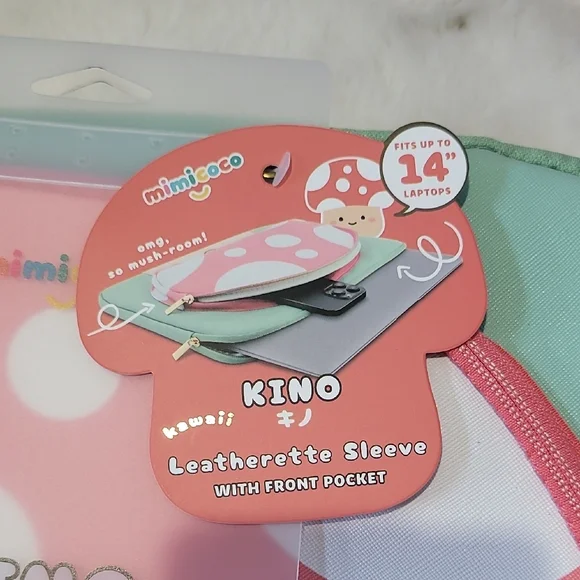 mimicoco
FITS UP TO
14"
LAPTOPS
omg,
so mush-room!
KINO
キノ
kawaii
Leatherette Sleeve
WITH FRONT POCKET